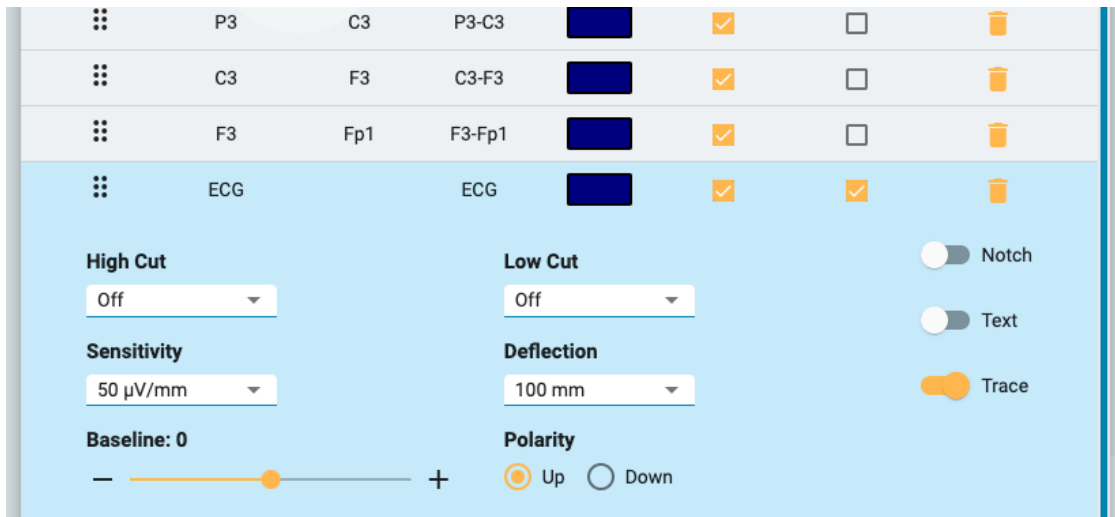 P3 C3 P3-C3
C3 F3 C3-F3
F3 Fp1 F3-Fp1
ECG ECG
High Cut Low Cut Notch
Off Off
Text
Sensitivity Deflection
50 µV/mm 100 mm Trace
Baseline: 0 Polarity
− + Up Down